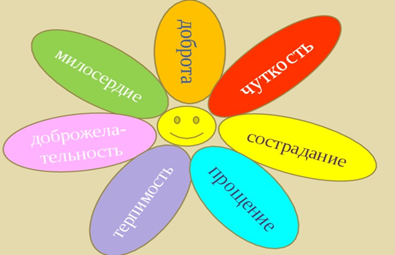 доброта
чуткость
сострадание
прощение
терпимость
доброжела-
тельность
милосердие